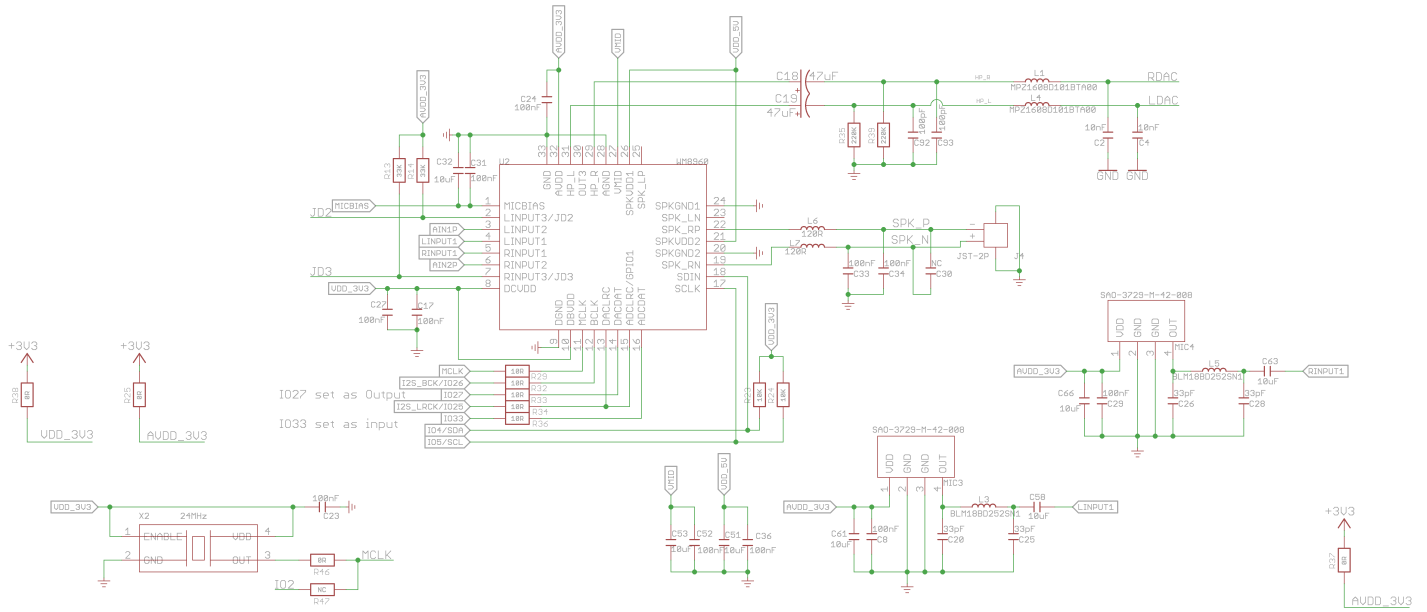 AVDD_3V3
VMID
VDD_5V
AVDD_3V3
C24
100nF
C18 47uF
C19
47uF
HP_R
HP_L
L1
MPZ1608D101BTA00
L4
MPZ1608D101BTA00
RDAC
LDAC
R35
220K
R39
220K
100pF
C92
100pF
C93
10nF
C2
10nF
C4
GND
GND
R13
33K
R14
33K
C32
10uF
C31
100nF
U2
WM8960
33 32 31 30 29 28 27 26 25
GND
AVDD
HP_L
OUT3
HP_R
AGND
VMID
SPKVDD1
SPK_LP
MICBIAS
JD2
AIN1P
LINPUT1
RINPUT1
AIN2P
JD3
VDD_3V3
1 MICBIAS
2 LINPUT3/JD2
3 LINPUT2
4 LINPUT1
5 RINPUT1
6 RINPUT2
7 RINPUT3/JD3
8 DCVDD
SPKGND1 24
SPK_LN 23
SPK_RP 22
SPKVDD2 21
SPKGND2 20
SPK_RN 19
SDIN 18
SCLK 17
DGND
DBVDD
MCLK
BCLK
DACLRC
DACDAT
ADCLRC/GPIO1
ADCDAT
9 10 11 12 13 14 15 16
L6
120R
L7
120R
SPK_P
SPK_N
-
+
JST-2P
J4
100nF
C33
100nF
C34
NC
C30
C27
100nF
C17
100nF
+3V3
R38
0R
VDD_3V3
+3V3
R25
0R
AVDD_3V3
IO27 set as Output
IO33 set as input
MCLK
10R
R29
I2S_BCK/IO26
10R
R32
IO27
10R
R33
I2S_LRCK/IO25
10R
R34
IO33
10R
R36
IO4/SDA
IO5/SCL
VDD_3V3
R23
10K
R24
10K
SAO-3729-M-42-008
VDD
GND
GND
OUT
1 2 3 4
MIC4
AVDD_3V3
C66
10uF
100nF
C29
33pF
C26
L5
BLM18BD252SN1
33pF
C28
C63
10uF
RINPUT1
SAO-3729-M-42-008
VDD
GND
GND
OUT
1 2 3 4
MIC3
AVDD_3V3
C61
10uF
100nF
C8
33pF
C20
L3
BLM18BD252SN1
33pF
C25
C58
10uF
LINPUT1
VMID
VDD_5V
C53
10uF
C52
100nF
C51
10uF
C36
100nF
VDD_3V3
100nF
C23
X2
24MHz
1 ENABLE
2 GND
VDD 4
OUT 3
0R
R46
MCLK
IO2
NC
R47
+3V3
R37
0R
AVDD_3V3